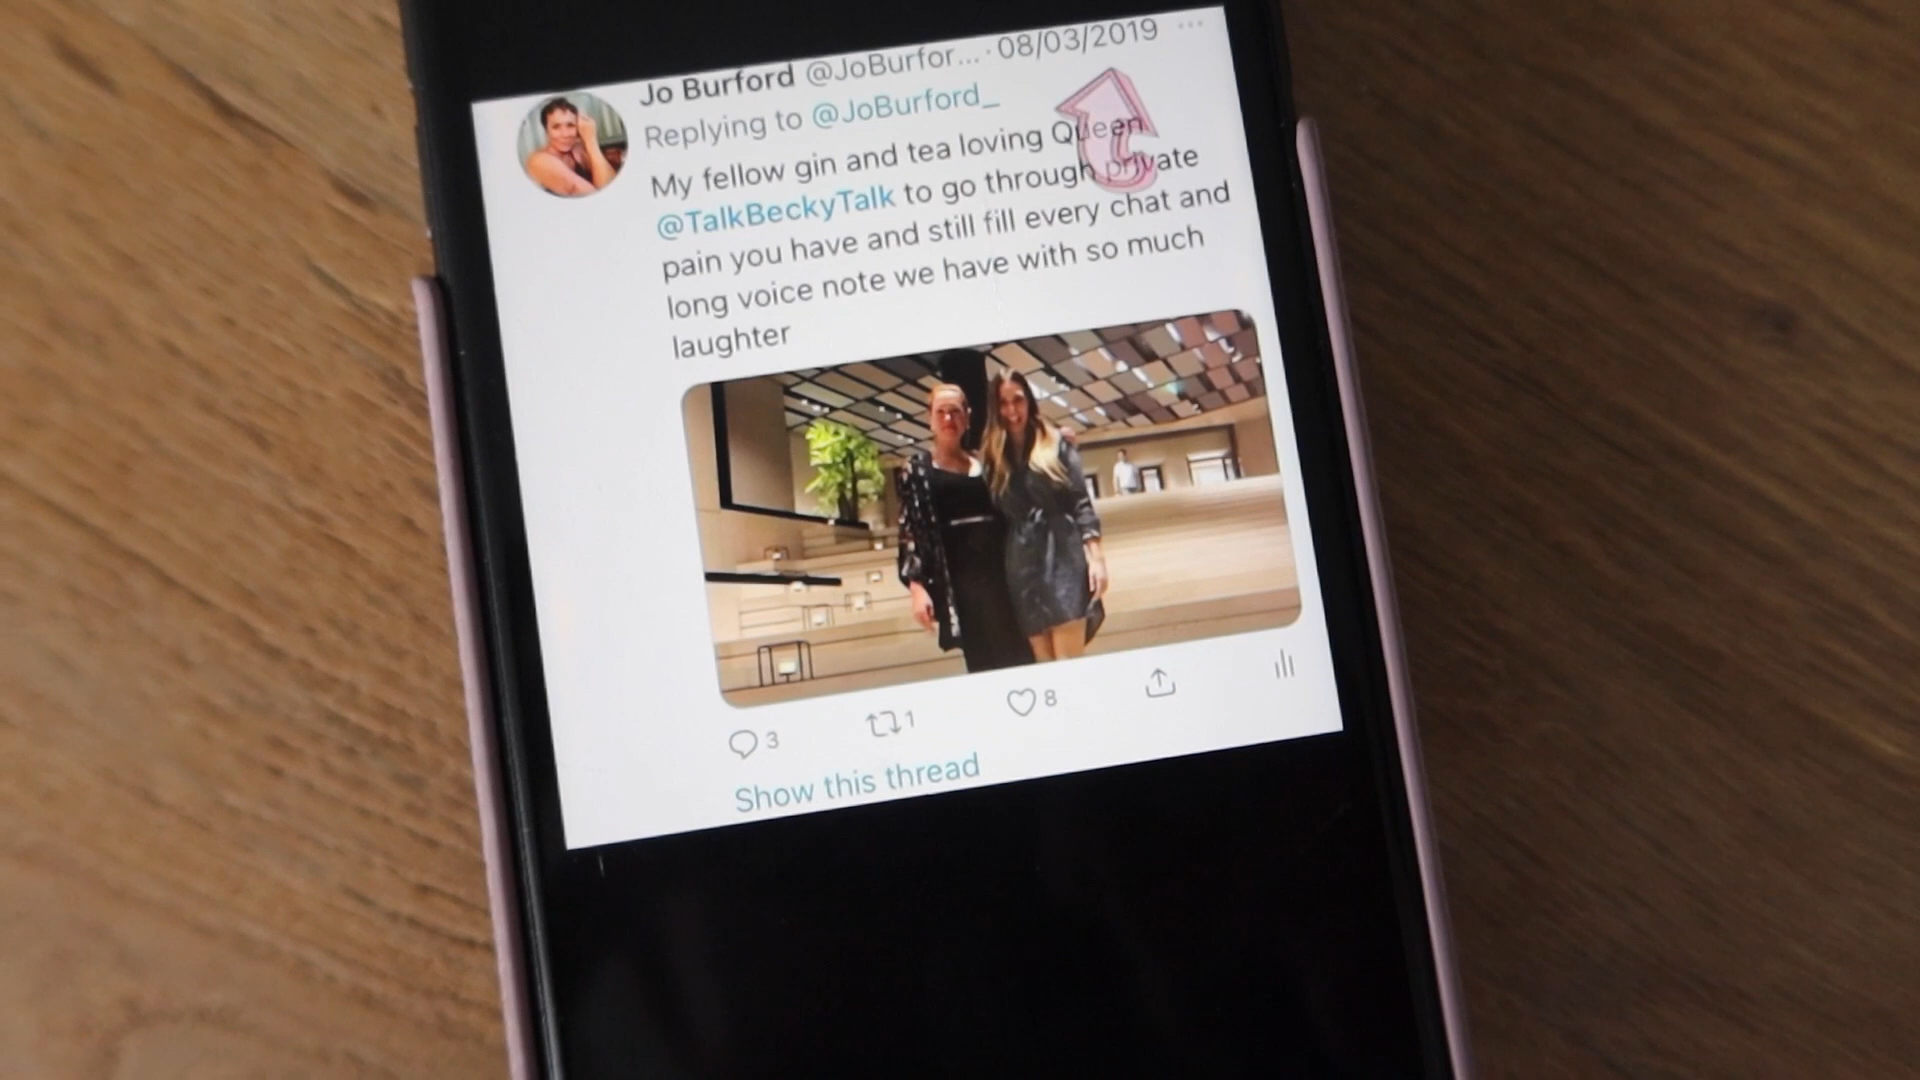 Jo Burford @JoBurfor... · 08/03/2019 ...
Replying to @JoBurford_
My fellow gin and tea loving Queen
@TalkBeckyTalk to go through private
pain you have and still fill every chat and
long voice note we have with so much
laughter
3 1 8
Show this thread